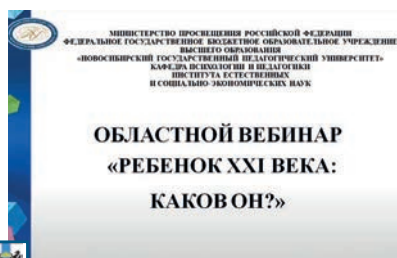 МИНИСТЕРСТВО ПРОСВЕЩЕНИЯ РОССИЙСКОЙ ФЕДЕРАЦИИ
ФЕДЕРАЛЬНОЕ ГОСУДАРСТВЕННОЕ БЮДЖЕТНОЕ ОБРАЗОВАТЕЛЬНОЕ УЧРЕЖДЕНИЕ
ВЫСШЕГО ОБРАЗОВАНИЯ
«НОВОСИБИРСКИЙ ГОСУДАРСТВЕННЫЙ ПЕДАГОГИЧЕСКИЙ УНИВЕРСИТЕТ»
КАФЕДРА ПСИХОЛОГИИ И ПЕДАГОГИКИ
ИНСТИТУТА ЕСТЕСТВЕННЫХ
И СОЦИАЛЬНО-ЭКОНОМИЧЕСКИХ НАУК
ОБЛАСТНОЙ ВЕБИНАР
«РЕБЕНОК XXI ВЕКА:
КАКОВ ОН?»